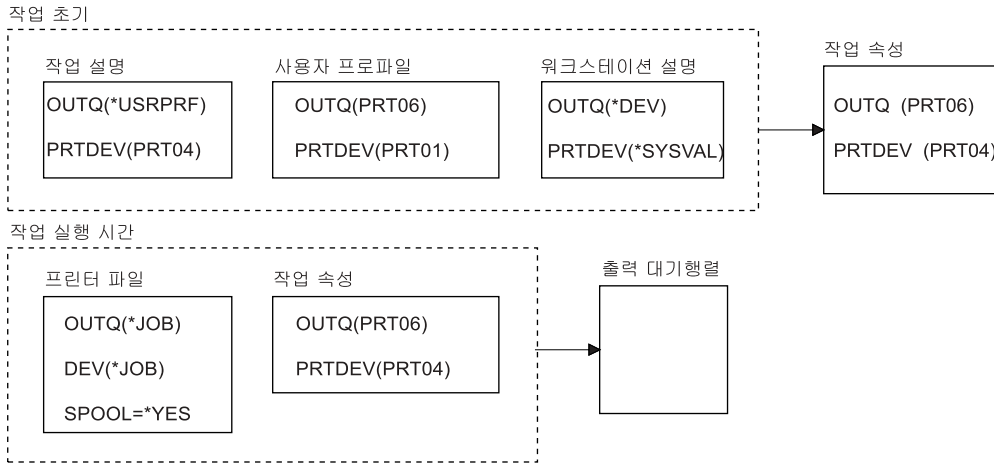 작업 초기
작업 설명
OUTQ(*USRPRF)
PRTDEV(PRT04)
사용자 프로파일
OUTQ(PRT06)
PRTDEV(PRT01)
워크스테이션 설명
OUTQ(*DEV)
PRTDEV(*SYSVAL)
작업 속성
OUTQ (PRT06)
PRTDEV (PRT04)
작업 실행 시간
프린터 파일
OUTQ(*JOB)
DEV(*JOB)
SPOOL=*YES
작업 속성
OUTQ(PRT06)
PRTDEV(PRT04)
출력 대기행렬